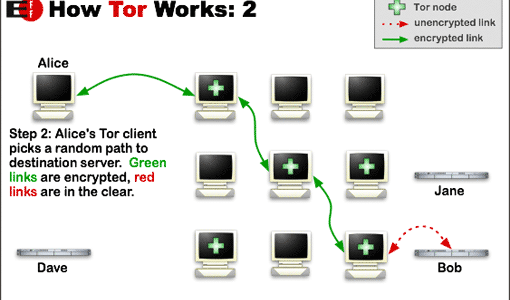 EFF How Tor Works: 2
Tor node
unencrypted link
encrypted link
Alice
Step 2: Alice's Tor client
picks a random path to
destination server. Green
links are encrypted, red
links are in the clear.
Jane
Dave
Bob